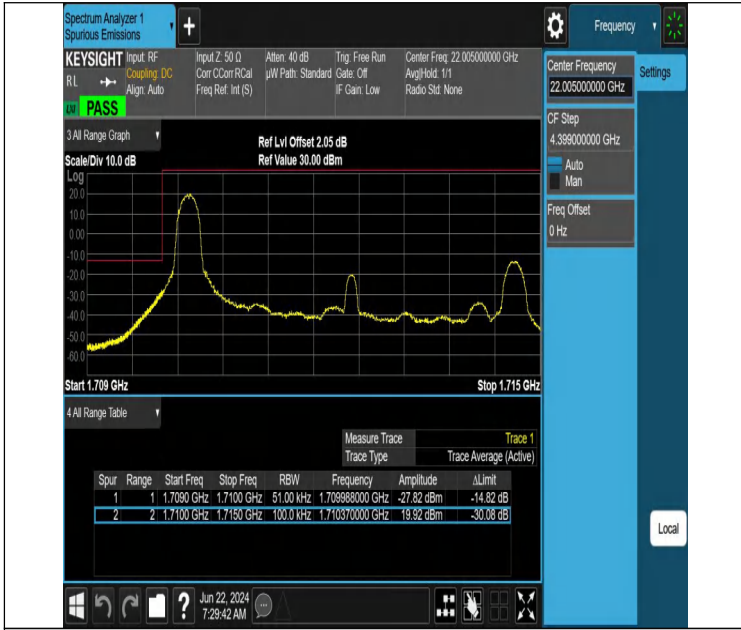 Spectrum Analyzer 1
Spurious Emissions
Frequency
KEYSIGHT
RL
Align: Auto
Input: RF
Coupling: DC
Input Z: 50 Ω
Corr CCorr RCal
Freq Ref: Int (S)
Atten: 40 dB
µW Path: Standard
Trig: Free Run
Gate: Off
IF Gain: Low
Center Freq: 22.005000000 GHz
Avg|Hold: 1/1
Radio Std: None
PASS
Center Frequency
22.005000000 GHz
Settings
CF Step
4.399000000 GHz
Auto
Man
Freq Offset
0 Hz
3 All Range Graph
Scale/Div 10.0 dB
Ref Lvl Offset 2.05 dB
Ref Value 30.00 dBm
Log
20.0
10.0
0.00
-10.0
-20.0
-30.0
-40.0
-50.0
-60.0
Start 1.709 GHz
Stop 1.715 GHz
4 All Range Table
Measure Trace Trace 1
Trace Type Trace Average (Active)
Spur Range Start Freq Stop Freq RBW Frequency Amplitude ΔLimit
1 1 1.7090 GHz 1.7100 GHz 51.00 kHz 1.709988000 GHz -27.82 dBm -14.82 dB
2 2 1.7100 GHz 1.7150 GHz 100.0 kHz 1.710370000 GHz 19.92 dBm -30.08 dB
Local
Jun 22, 2024
7:29:42 AM